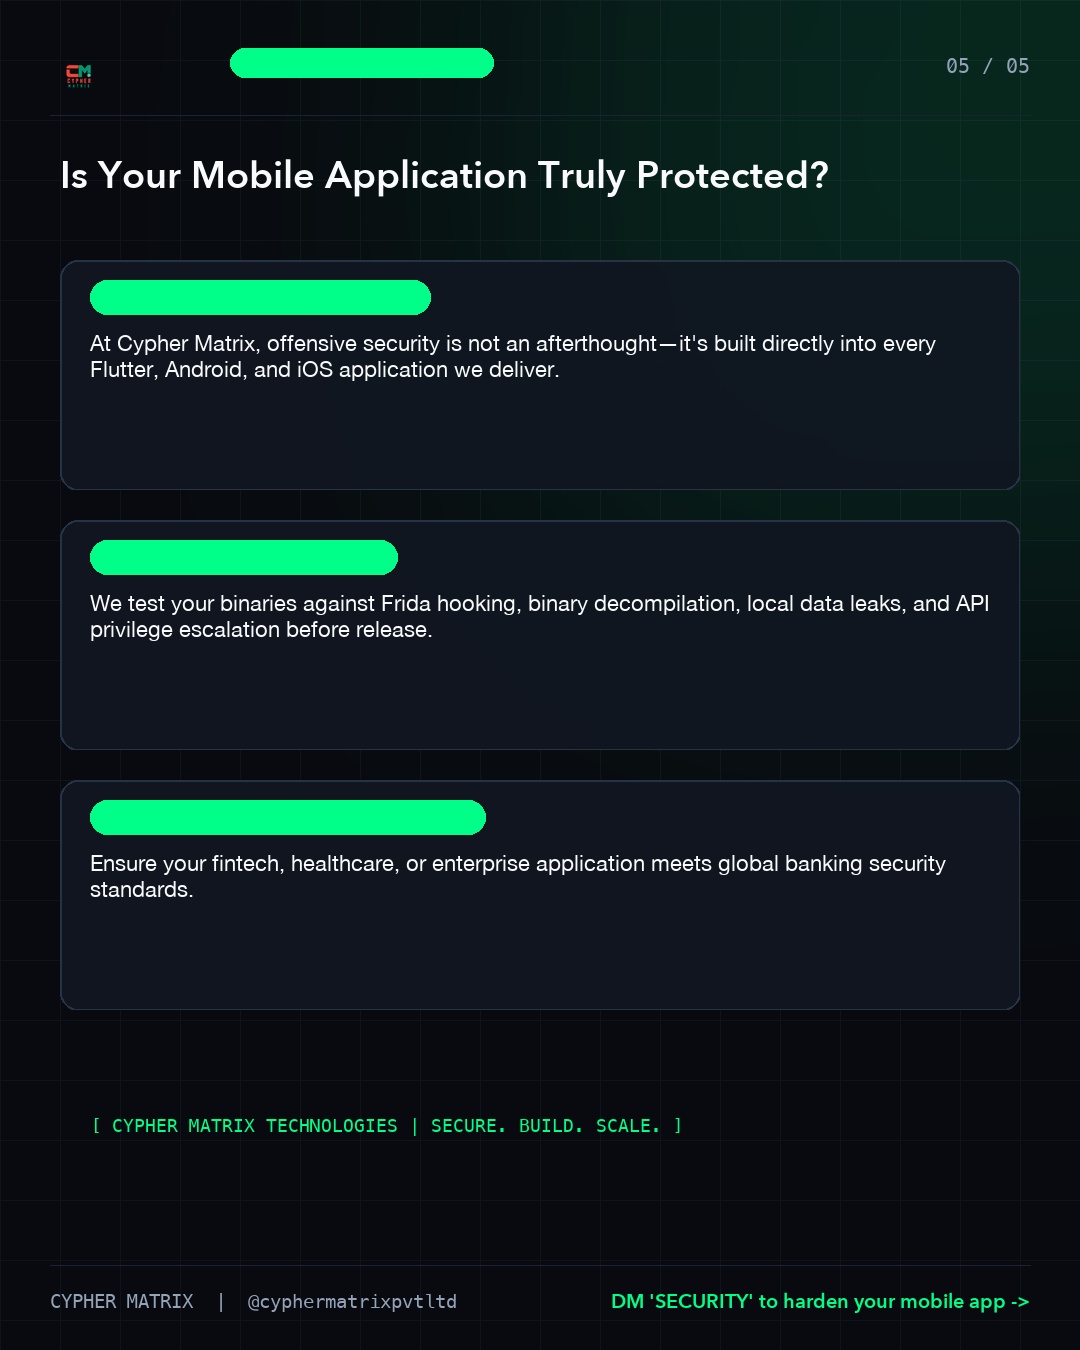 CM
CYPHER
MATRIX
05 / 05
Is Your Mobile Application Truly Protected?
At Cypher Matrix, offensive security is not an afterthought—it's built directly into every
Flutter, Android, and iOS application we deliver.
We test your binaries against Frida hooking, binary decompilation, local data leaks, and API
privilege escalation before release.
Ensure your fintech, healthcare, or enterprise application meets global banking security
standards.
[ CYPHER MATRIX TECHNOLOGIES | SECURE. BUILD. SCALE. ]
CYPHER MATRIX | @cyphermatrixpvtltd
DM 'SECURITY' to harden your mobile app ->